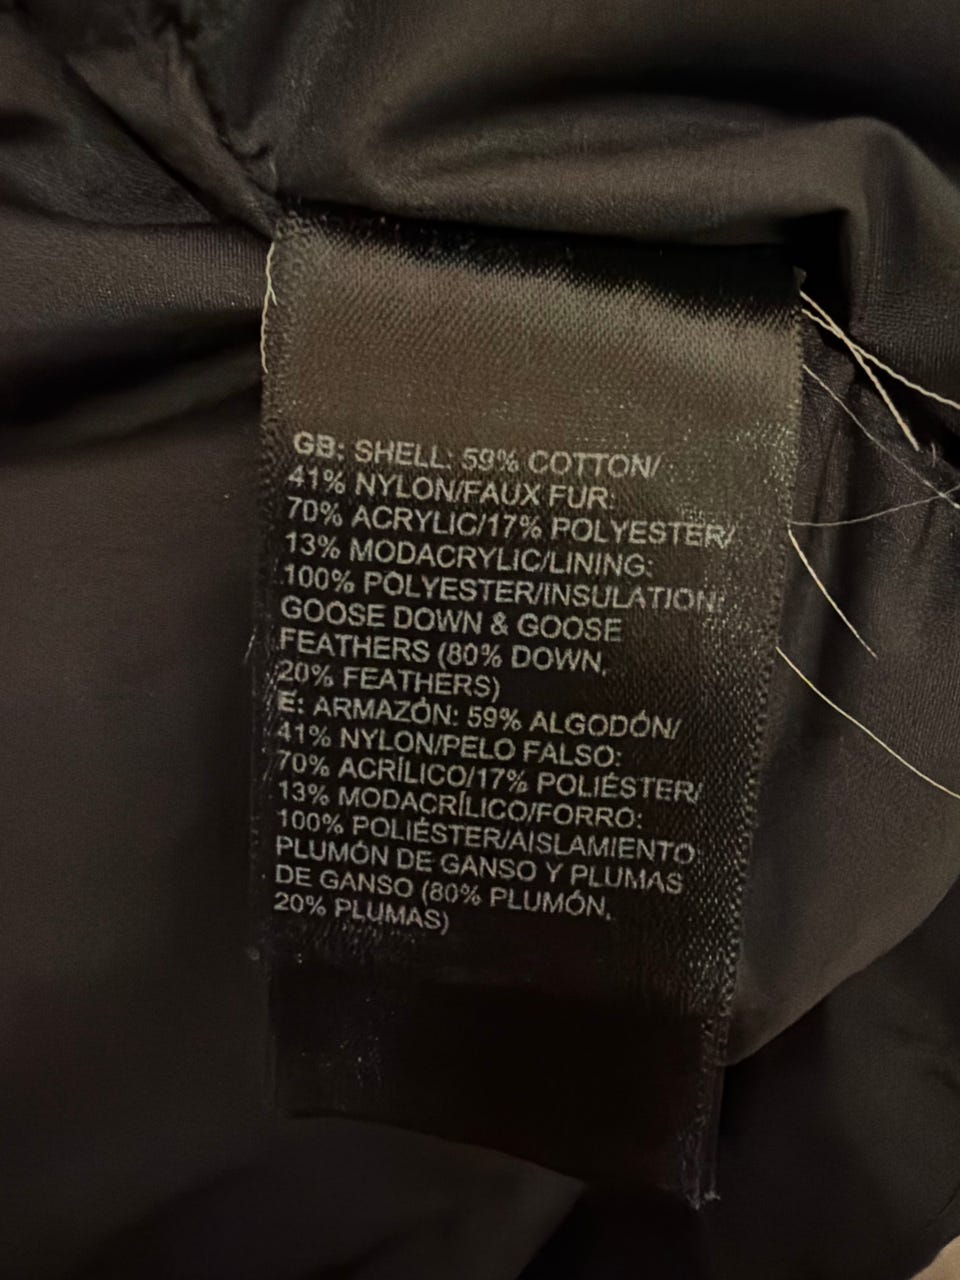 GB: SHELL: 59% COTTON/
41% NYLON/FAUX FUR:
70% ACRYLIC/17% POLYESTER/
13% MODACRYLIC/LINING:
100% POLYESTER/INSULATION:
GOOSE DOWN & GOOSE
FEATHERS (80% DOWN,
20% FEATHERS)
E: ARMAZÓN: 59% ALGODÓN/
41% NYLON/PELO FALSO:
70% ACRÍLICO/17% POLIÉSTER/
13% MODACRÍLICO/FORRO:
100% POLIÉSTER/AISLAMIENTO
PLUMÓN DE GANSO Y PLUMAS
DE GANSO (80% PLUMÓN,
20% PLUMAS)